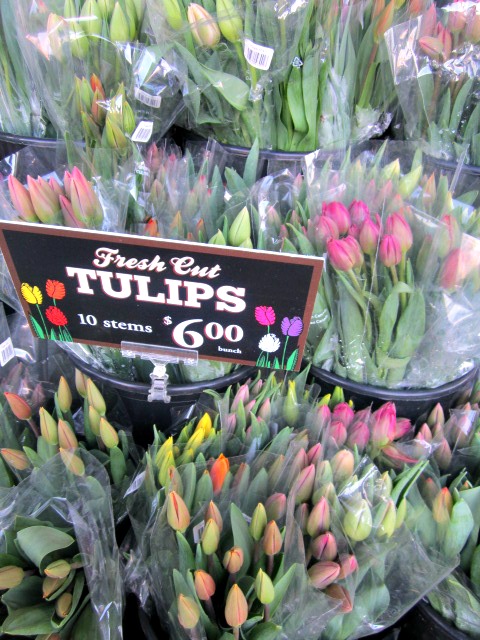 Fresh Cut
TULIPS
10 stems $6.00
bunch